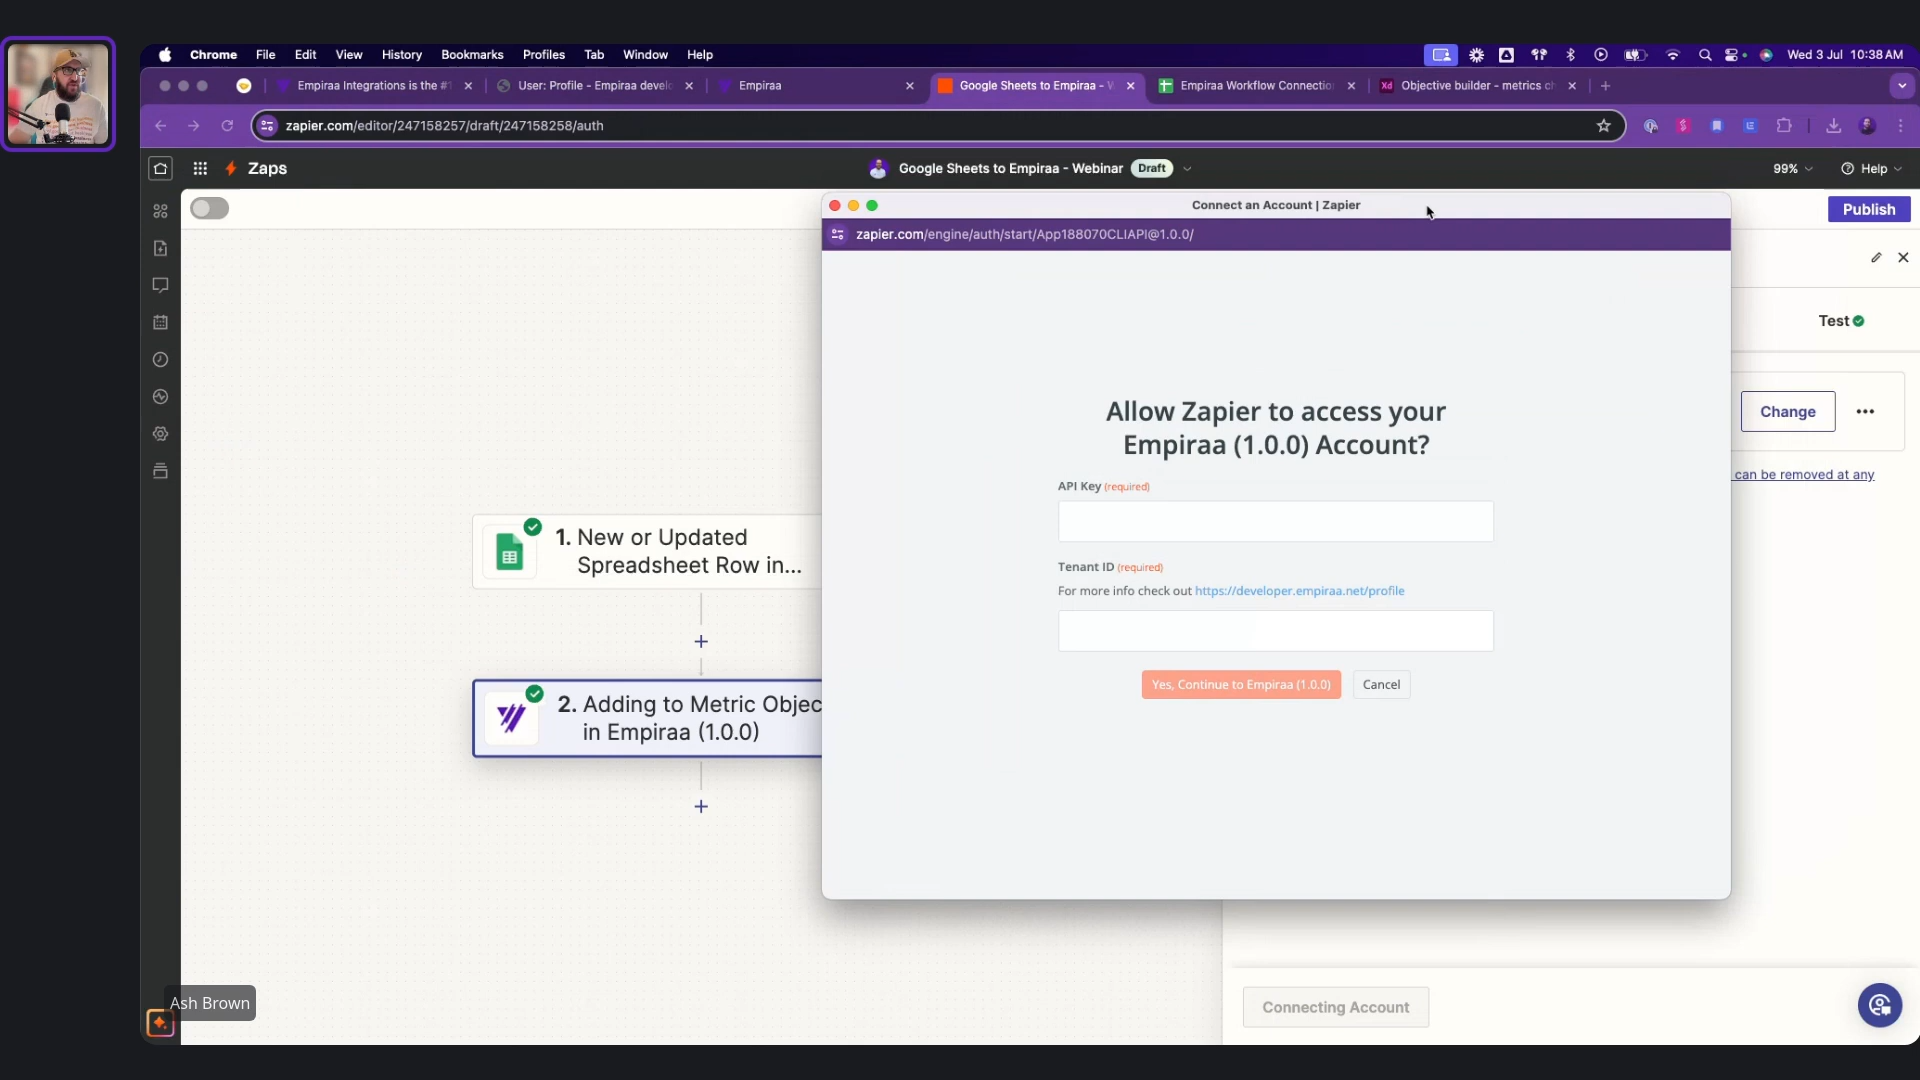 Chrome File Edit View History Bookmarks Profiles Tab Window Help
Wed 3 Jul 10:38 AM
Empiraa Integrations is the #1
User: Profile - Empiraa develo
Empiraa
Google Sheets to Empiraa - W
Empiraa Workflow Connectio
Xd Objective builder - metrics ch
zapier.com/editor/247158257/draft/247158258/auth
Zaps
Google Sheets to Empiraa - Webinar Draft
99%
Help
Connect an Account | Zapier
Publish
zapier.com/engine/auth/start/App188070CLIAPI@1.0.0/
Test
Allow Zapier to access your
Empiraa (1.0.0) Account?
Change
can be removed at any
API Key (required)
Tenant ID (required)
For more info check out https://developer.empiraa.net/profile
Yes, Continue to Empiraa (1.0.0)
Cancel
1. New or Updated
Spreadsheet Row in...
2. Adding to Metric Objec
in Empiraa (1.0.0)
Ash Brown
Connecting Account